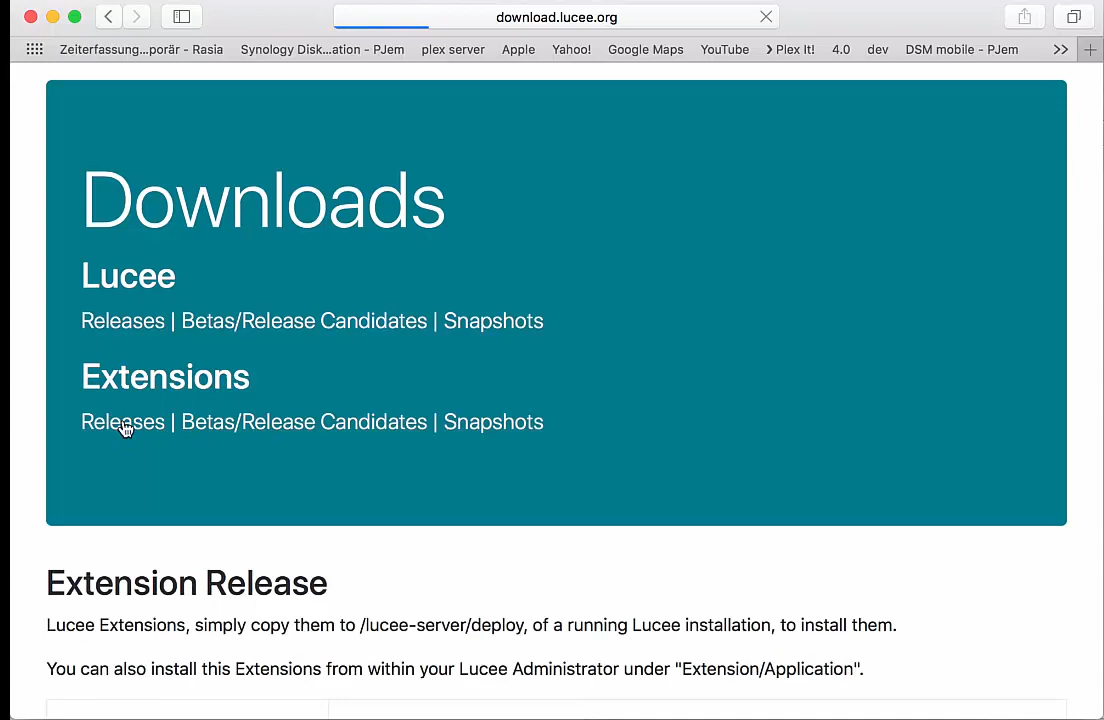 download.lucee.org
Zeiterfassung...porär - Rasia Synology Disk...ation - PJem plex server Apple Yahoo! Google Maps YouTube Plex It! 4.0 dev DSM mobile - PJem >> +
Downloads
Lucee
Releases | Betas/Release Candidates | Snapshots
Extensions
Releases | Betas/Release Candidates | Snapshots
Extension Release
Lucee Extensions, simply copy them to /lucee-server/deploy, of a running Lucee installation, to install them.
You can also install this Extensions from within your Lucee Administrator under "Extension/Application".